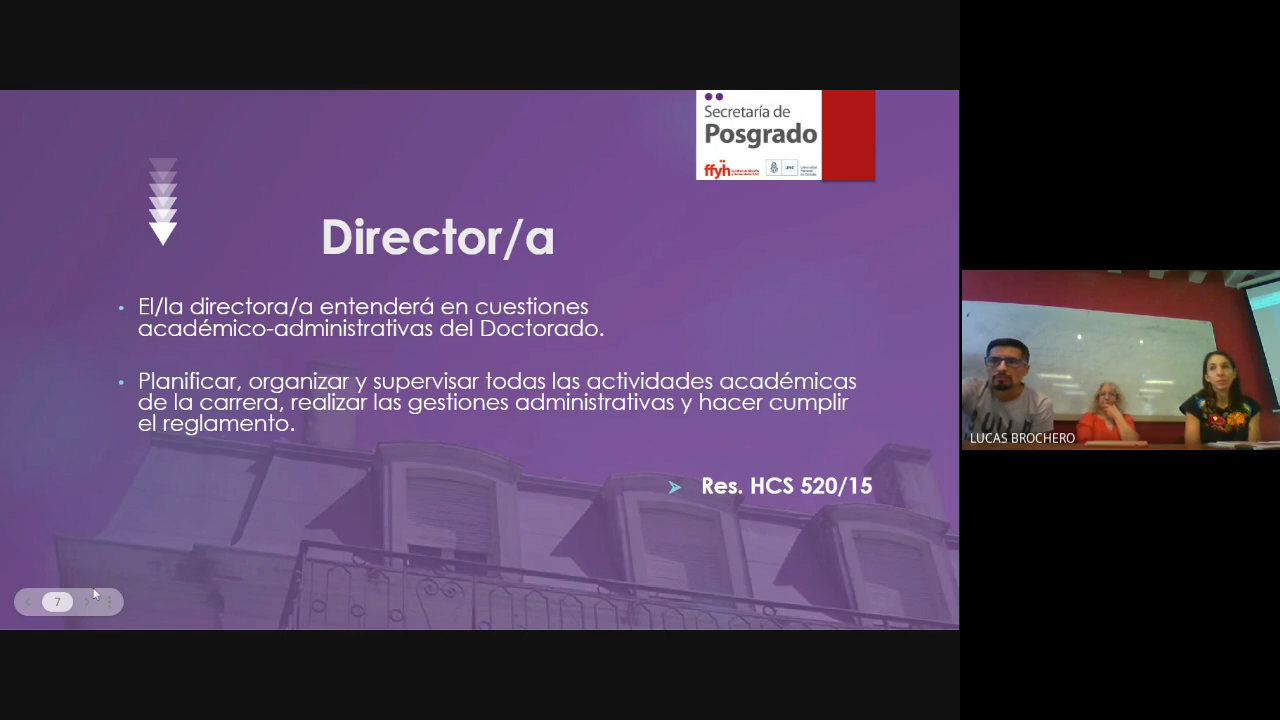 Secretaría de
Posgrado
ffyh
UNC
Director/a
El/la directora/a entenderá en cuestiones
académico-administrativas del Doctorado.
Planificar, organizar y supervisar todas las actividades académicas
de la carrera, realizar las gestiones administrativas y hacer cumplir
el reglamento.
Res. HCS 520/15
7
LUCAS BROCHERO